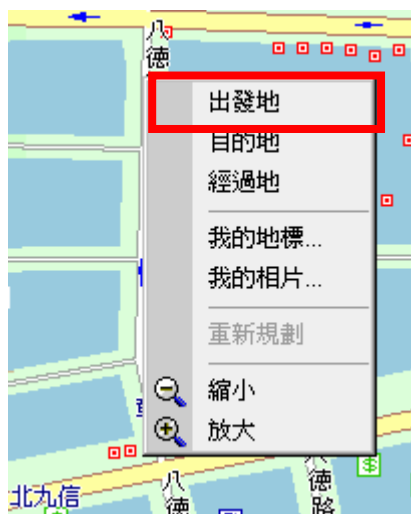 八
德
出發地
目的地
經過地
我的地標...
我的相片...
重新規劃
縮小
放大
北九信
八
德
八
德
路